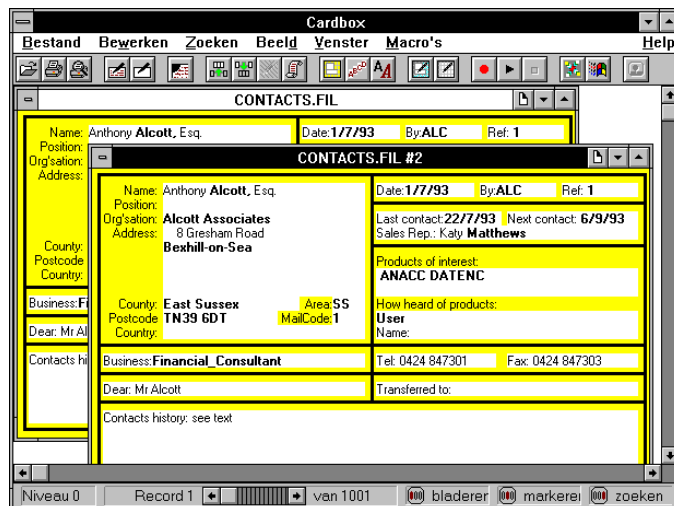 Cardbox
Bestand Bewerken Zoeken Beeld Venster Macro's Help
CONTACTS.FIL
Name: Anthony Alcott, Esq. Date:1/7/93 By:ALC Ref: 1
Position:
Org'sation:
Address:
County:
Postcode
Country:
Business:Fi
Dear: Mr Al
Contacts hi
CONTACTS.FIL #2
Name: Anthony Alcott, Esq. Date:1/7/93 By:ALC Ref: 1
Position:
Org'sation: Alcott Associates Last contact:22/7/93 Next contact: 6/9/93
Address: 8 Gresham Road Sales Rep.: Katy Matthews
Bexhill-on-Sea
Products of interest:
ANACC DATENC
County: East Sussex Area:SS How heard of products:
Postcode TN39 6DT MailCode:1 User
Country: Name:
Business:Financial_Consultant Tel: 0424 847301 Fax: 0424 847303
Dear: Mr Alcott Transferred to:
Contacts history: see text
Niveau 0 Record 1 van 1001 bladerer markerei zoeken